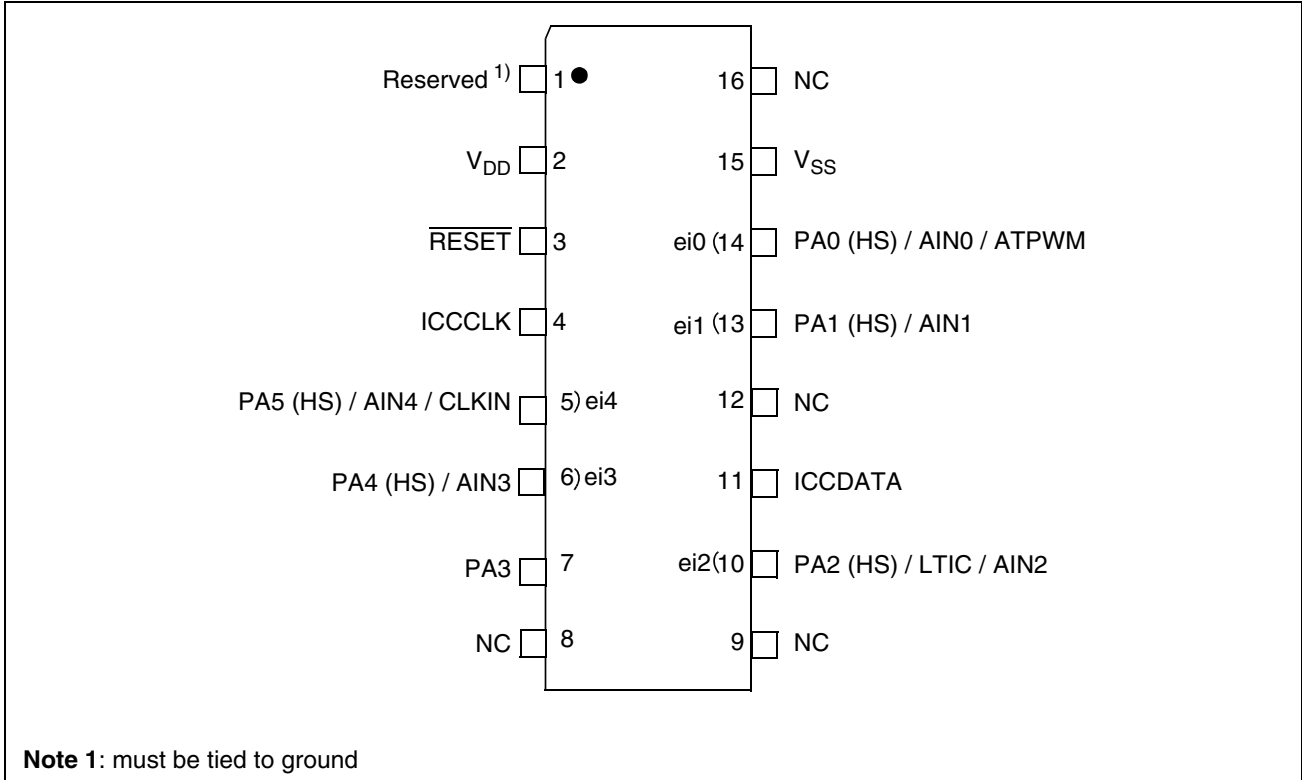 Reserved 1) 1 16 NC
VDD 2 15 VSS
RESET 3 ei0 (14 PA0 (HS) / AIN0 / ATPWM
ICCCLK 4 ei1 (13 PA1 (HS) / AIN1
PA5 (HS) / AIN4 / CLKIN 5) ei4 12 NC
PA4 (HS) / AIN3 6) ei3 11 ICCDATA
PA3 7 ei2(10 PA2 (HS) / LTIC / AIN2
NC 8 9 NC
Note 1: must be tied to ground